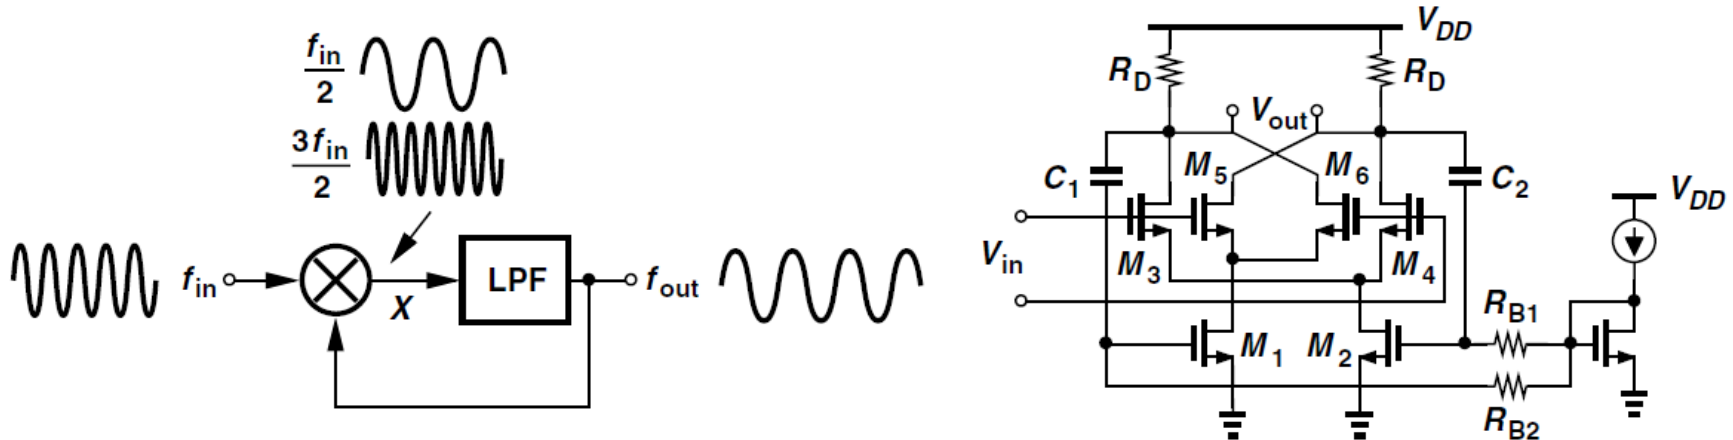 f_in/2
3f_in/2
f_in
X
LPF
f_out
V_DD
R_D
R_D
V_out
C_1
M_5
M_6
C_2
V_DD
V_in
M_3
M_4
R_B1
M_1
M_2
R_B2